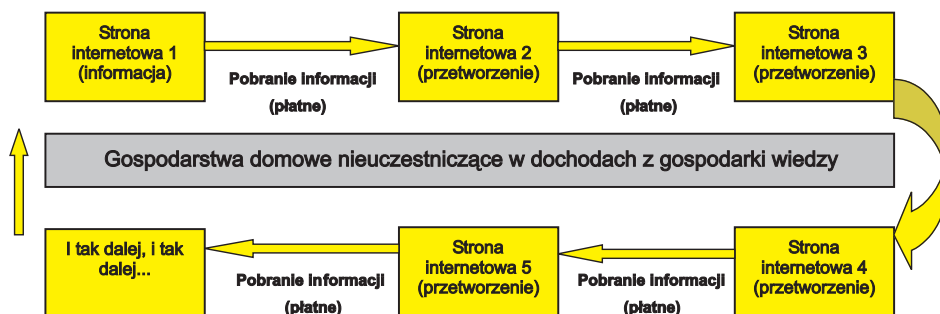 Strona
internetowa 1
(informacja)
Pobranie informacji
(płatne)
Strona
internetowa 2
(przetworzenie)
Pobranie informacji
(płatne)
Strona
internetowa 3
(przetworzenie)
Gospodarstwa domowe nieuczestniczące w dochodach z gospodarki wiedzy
Strona
internetowa 4
(przetworzenie)
Pobranie informacji
(płatne)
Strona
internetowa 5
(przetworzenie)
Pobranie informacji
(płatne)
I tak dalej, i tak
dalej...